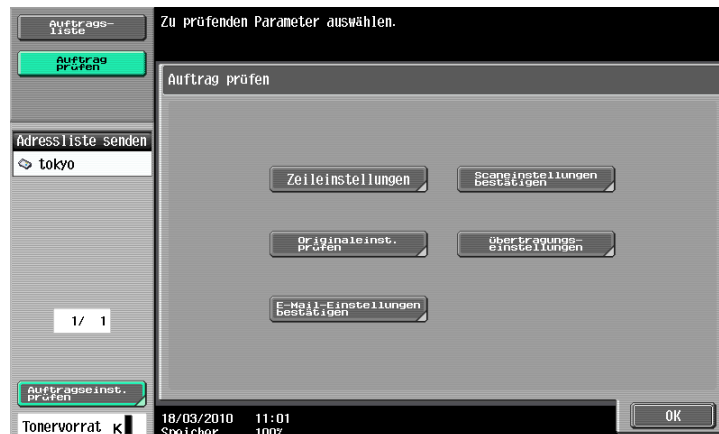 Auftrags-
liste
Auftrag
prüfen
Adressliste senden
tokyo
1/ 1
Auftragseinst.
prüfen
Tonervorrat K
Zu prüfenden Parameter auswählen.
Auftrag prüfen
Zeileinstellungen
Scaneinstellungen
bestätigen
Originaleinst.
prüfen
übertragungs-
einstellungen
E-Mail-Einstellungen
bestätigen
18/03/2010 11:01
Speicher 100%
OK